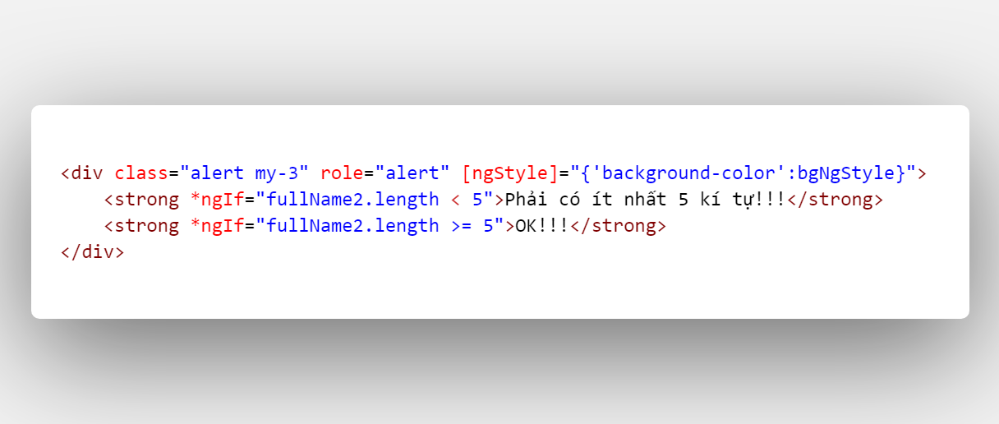 <div class="alert my-3" role="alert" [ngStyle]="{'background-color':bgNgStyle}">
    <strong *ngIf="fullName2.length < 5">Phải có ít nhất 5 kí tự!!!</strong>
    <strong *ngIf="fullName2.length >= 5">OK!!!</strong>
</div>